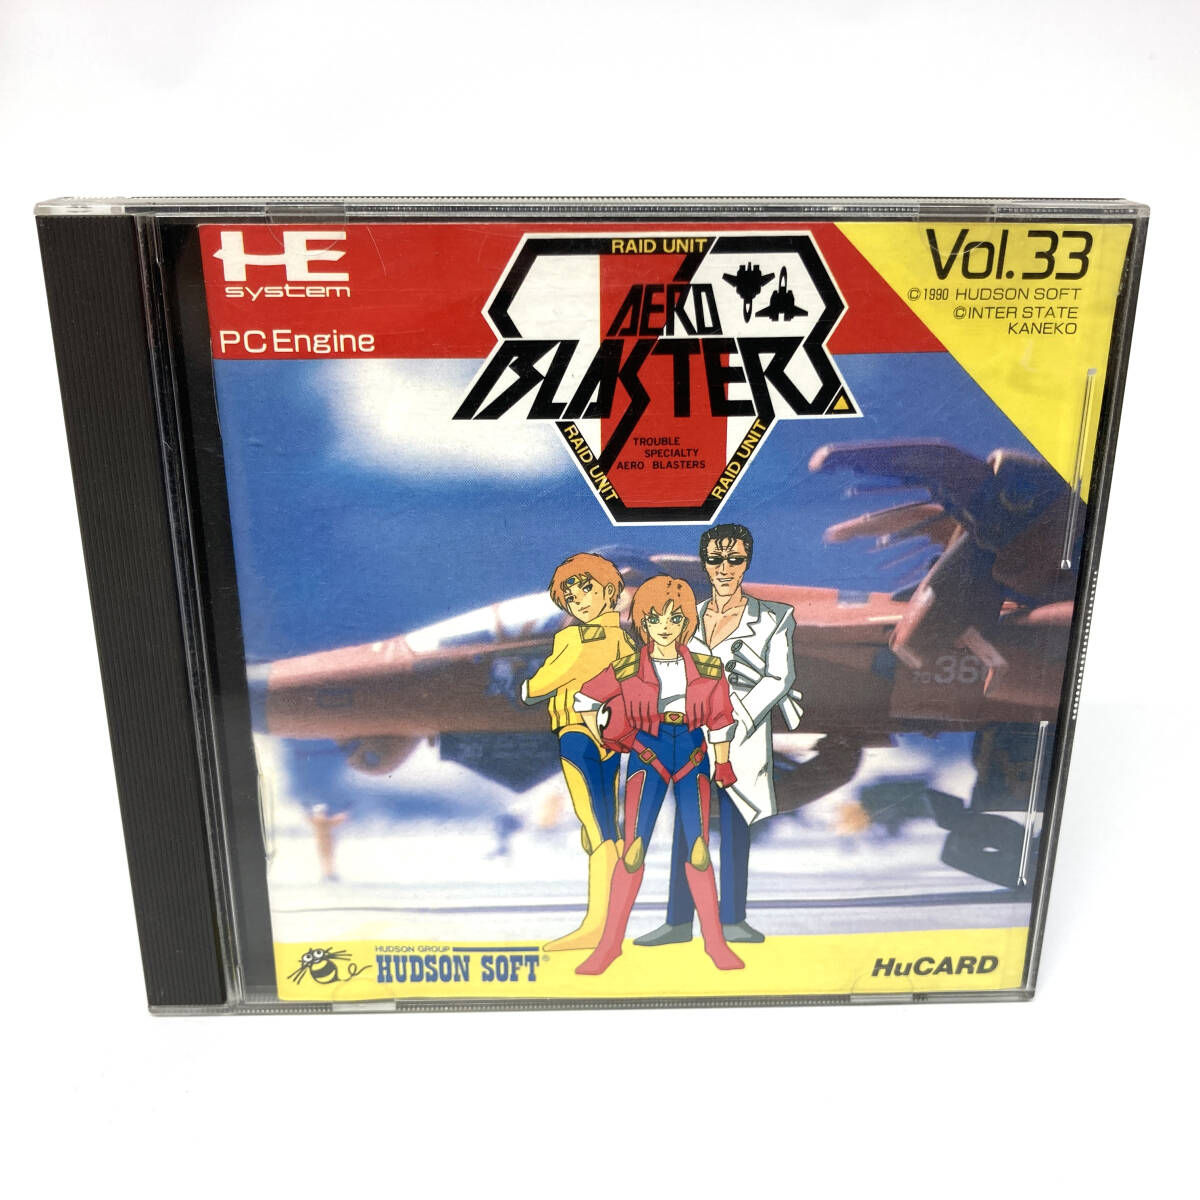 HE
system
PC Engine
RAID UNIT
AERO
BLASTERS
RAID UNIT
RAID UNIT
TROUBLE
SPECIALTY
AERO BLASTERS
Vol.33
©1990 HUDSON SOFT
©INTER STATE
KANEKO
368
HUDSON GROUP
HUDSON SOFT®
HuCARD